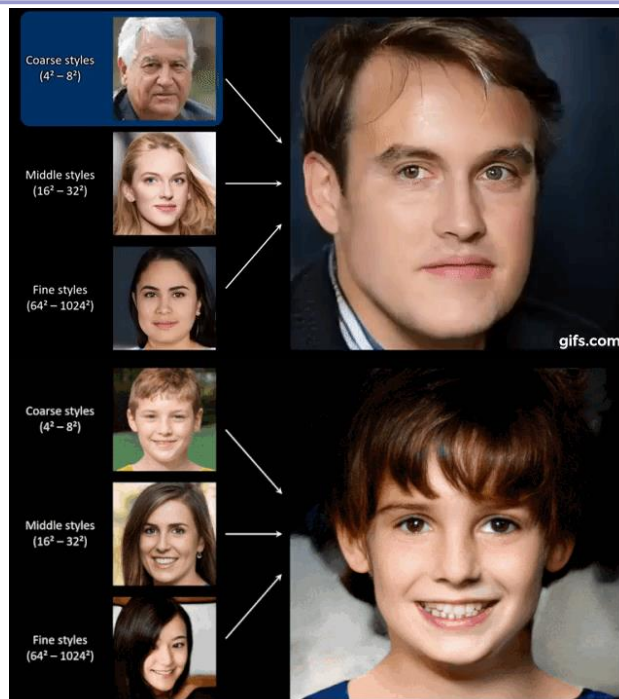 Coarse styles
(4² – 8²)
Middle styles
(16² – 32²)
Fine styles
(64² – 1024²)
gifs.com
Coarse styles
(4² – 8²)
Middle styles
(16² – 32²)
Fine styles
(64² – 1024²)